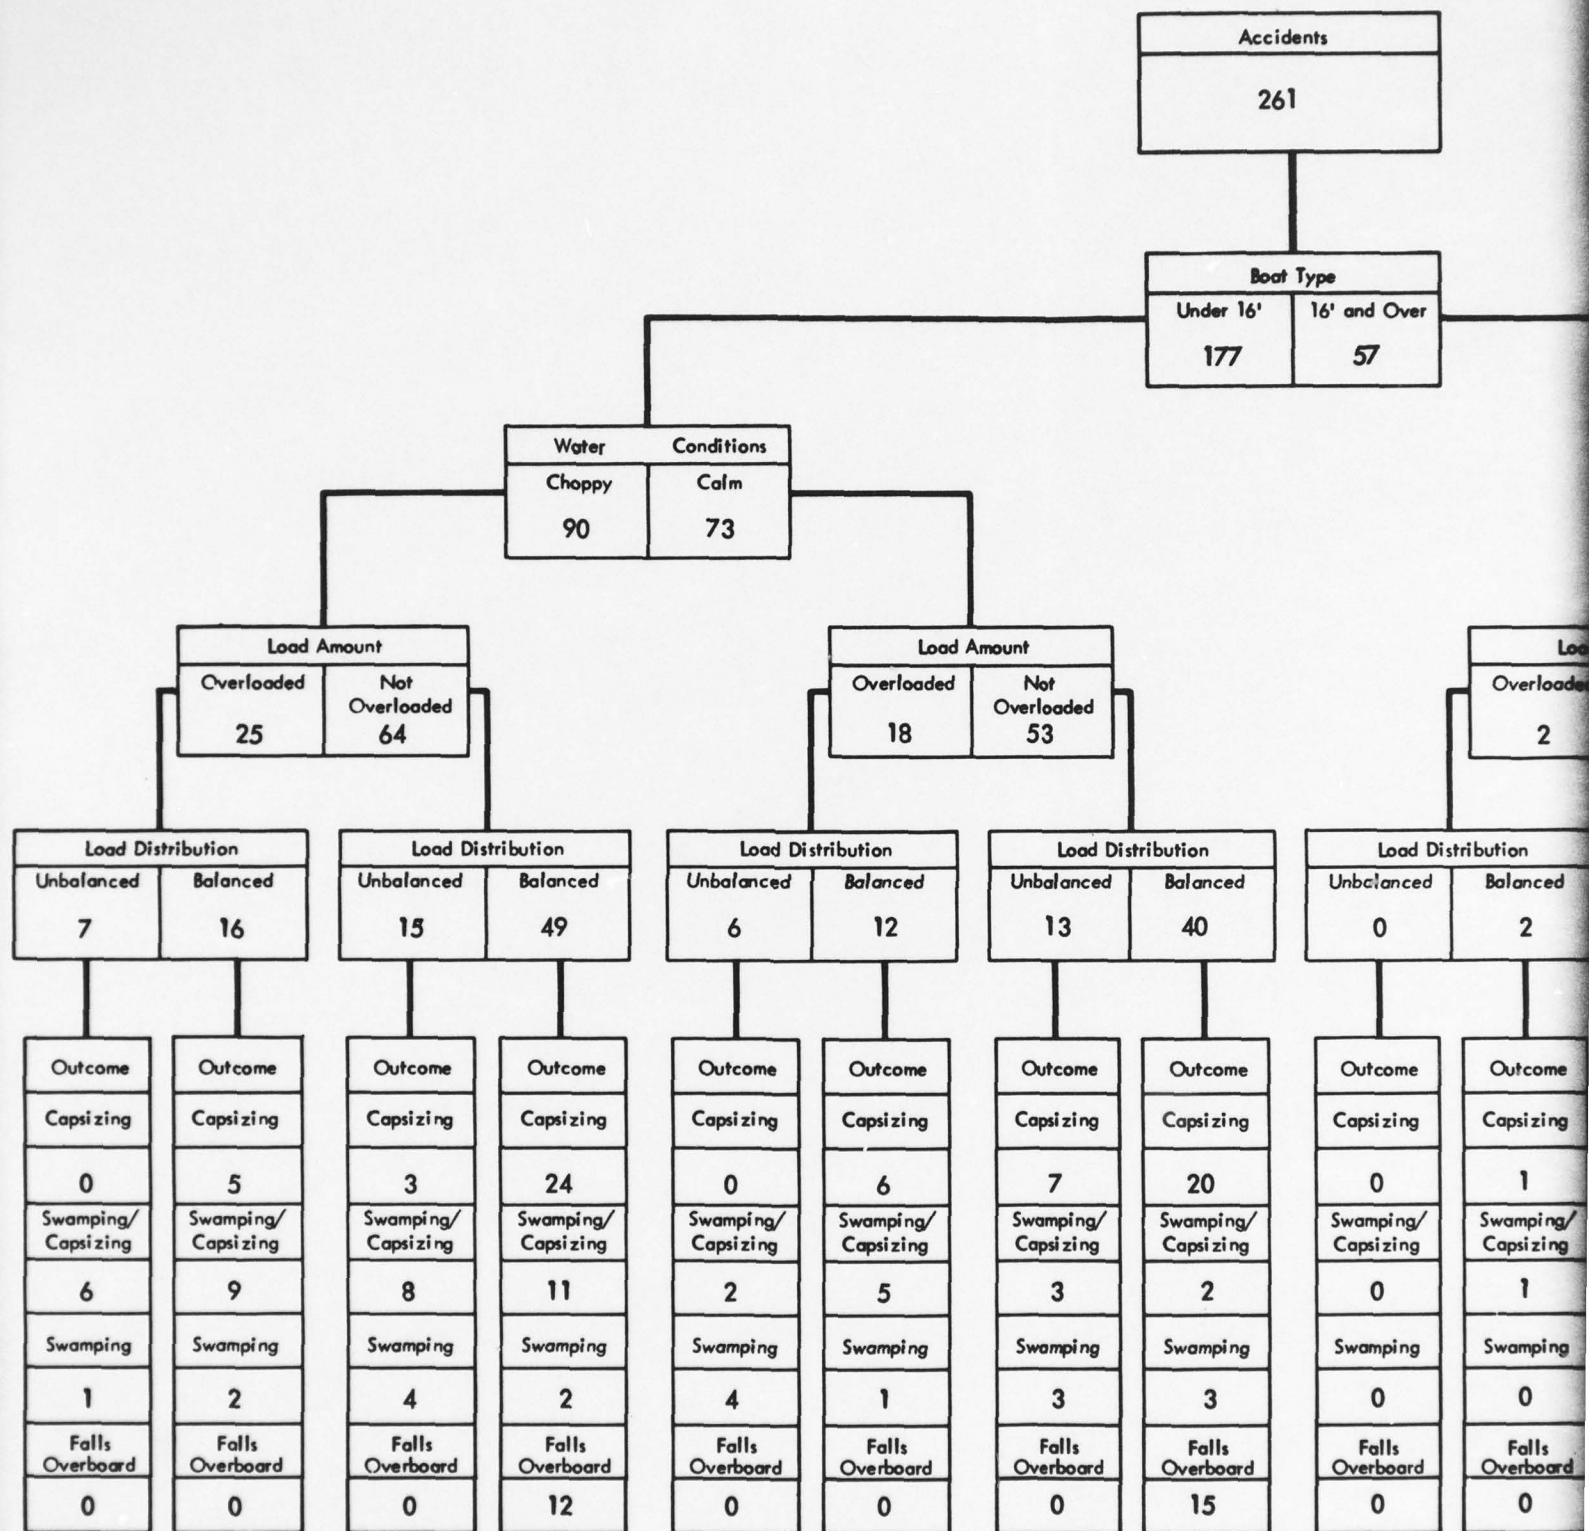 Accidents
261
Boat Type
Under 16' 16' and Over
177 57
Water Conditions
Choppy Calm
90 73
Load Amount Load Amount
Overloaded Not Overloaded Not
Overloaded Overloaded
25 64 18 53 2
Load Distribution Load Distribution Load Distribution Load Distribution Load Distribution
Unbalanced Balanced Unbalanced Balanced Unbalanced Balanced Unbalanced Balanced Unbalanced Balanced
7 16 15 49 6 12 13 40 0 2
Outcome Outcome Outcome Outcome Outcome Outcome Outcome Outcome Outcome Outcome
Capsizing Capsizing Capsizing Capsizing Capsizing Capsizing Capsizing Capsizing Capsizing Capsizing
0 5 3 24 0 6 7 20 0 1
Swamping/ Swamping/ Swamping/ Swamping/ Swamping/ Swamping/ Swamping/ Swamping/ Swamping/ Swamping/
Capsizing Capsizing Capsizing Capsizing Capsizing Capsizing Capsizing Capsizing Capsizing Capsizing
6 9 8 11 2 5 3 2 0 1
Swamping Swamping Swamping Swamping Swamping Swamping Swamping Swamping Swamping Swamping
1 2 4 2 4 1 3 3 0 0
Falls Falls Falls Falls Falls Falls Falls Falls Falls Falls
Overboard Overboard Overboard Overboard Overboard Overboard Overboard Overboard Overboard Overboard
0 0 0 12 0 0 0 15 0 0